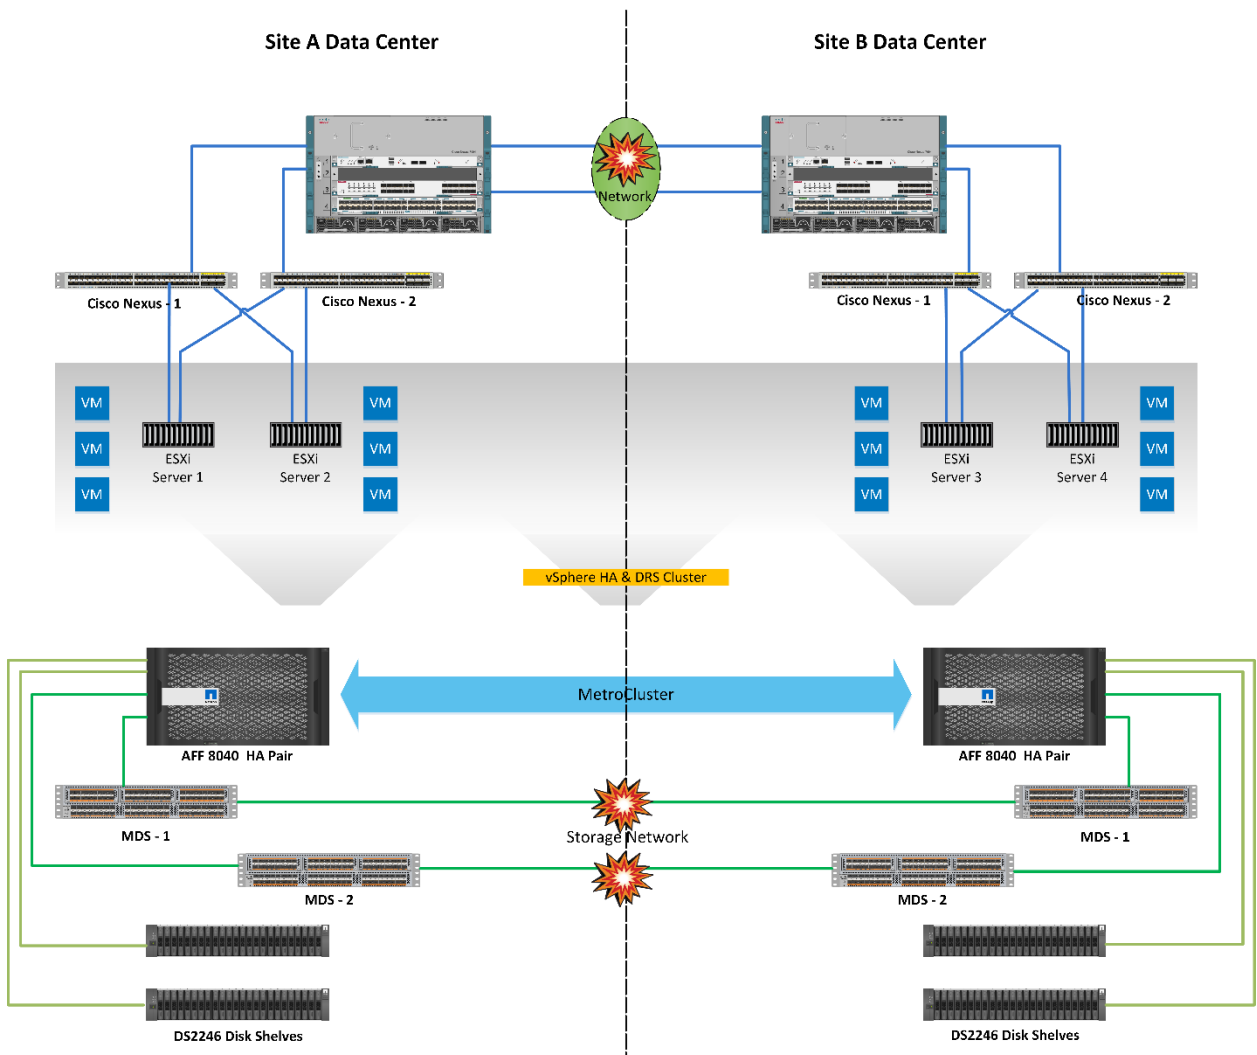 Site A Data Center
Site B Data Center
Network
Cisco Nexus - 1
Cisco Nexus - 2
Cisco Nexus - 1
Cisco Nexus - 2
VM
VM
VM
VM
VM
VM
VM
VM
VM
VM
VM
VM
ESXi
Server 1
ESXi
Server 2
ESXi
Server 3
ESXi
Server 4
vSphere HA & DRS Cluster
MetroCluster
AFF 8040 HA Pair
AFF 8040 HA Pair
MDS - 1
Storage Network
MDS - 1
MDS - 2
MDS - 2
DS2246 Disk Shelves
DS2246 Disk Shelves